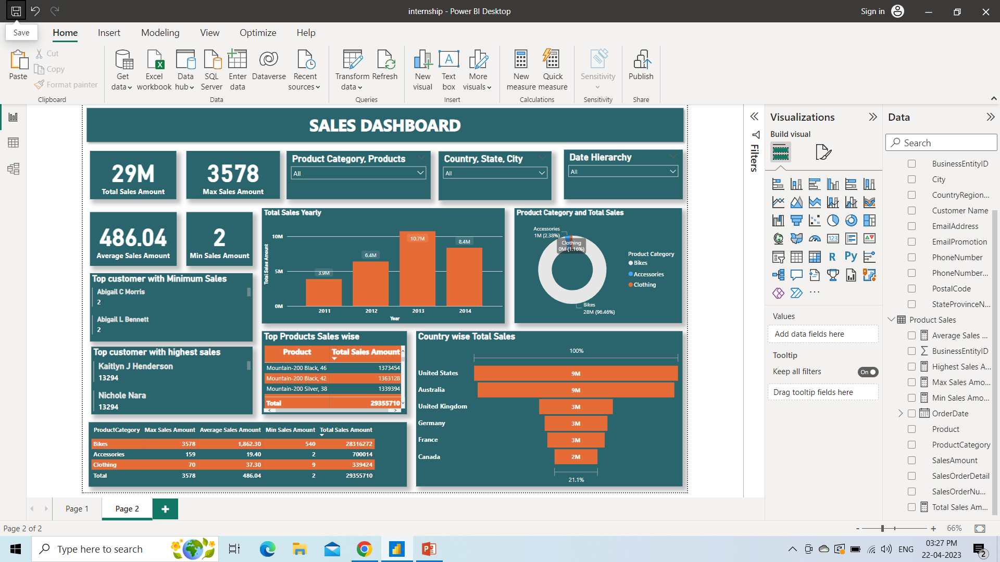 internship - Power BI Desktop
Sign in
Save
Home
Insert
Modeling
View
Optimize
Help
Paste
Cut
Copy
Format painter
Clipboard
Get data
Excel workbook
Data hub
SQL Server
Enter data
Dataverse
Recent sources
Data
Transform data
Refresh
Queries
New visual
Text box
More visuals
Insert
New measure
Quick measure
Calculations
Sensitivity
Sensitivity
Publish
Share
SALES DASHBOARD
29M
Total Sales Amount
3578
Max Sales Amount
Product Category, Products
All
Country, State, City
All
Date Hierarchy
All
486.04
Average Sales Amount
2
Min Sales Amount
Total Sales Yearly
Total Sales Amount
10M
5M
0M
3.9M
6.4M
10.7M
8.4M
2011
2012
2013
2014
Year
Product Category and Total Sales
Accessories
1M (2.38%)
Clothing
0M (1.16%)
Bikes
28M (96.46%)
Product Category
Bikes
Accessories
Clothing
Top customer with Minimum Sales
Abigail C Morris
2
Abigail L Bennett
2
Top customer with highest sales
Kaitlyn J Henderson
13294
Nichole Nara
13294
Top Products Sales wise
Product Total Sales Amount
Mountain-200 Black, 46 1373454
Mountain-200 Black, 42 1363128
Mountain-200 Silver, 38 1339394
Total 29355710
Country wise Total Sales
100%
United States 9M
Australia 9M
United Kingdom 3M
Germany 3M
France 3M
Canada 2M
21.1%
ProductCategory Max Sales Amount Average Sales Amount Min Sales Amount Total Sales Amount
Bikes 3578 1,862.30 540 28316272
Accessories 159 19.40 2 700014
Clothing 70 37.30 9 339424
Total 3578 486.04 2 29355710
Filters
Visualizations
Build visual
123
R
Py
...
Values
Add data fields here
Tooltip
Keep all filters
On
Drag tooltip fields here
Data
Search
BusinessEntityID
City
CountryRegion...
Customer Name
EmailAddress
EmailPromotion
PhoneNumber
PhoneNumber...
PostalCode
StateProvinceN...
Product Sales
Average Sales ...
BusinessEntityID
Highest Sales A...
Max Sales Amo...
Min Sales Amo...
OrderDate
Product
ProductCategory
SalesAmount
SalesOrderDetail
SalesOrderNu...
Total Sales Am...
Page 1
Page 2
+
Page 2 of 2
- + 66%
Type here to search
ENG
03:27 PM
22-04-2023
2